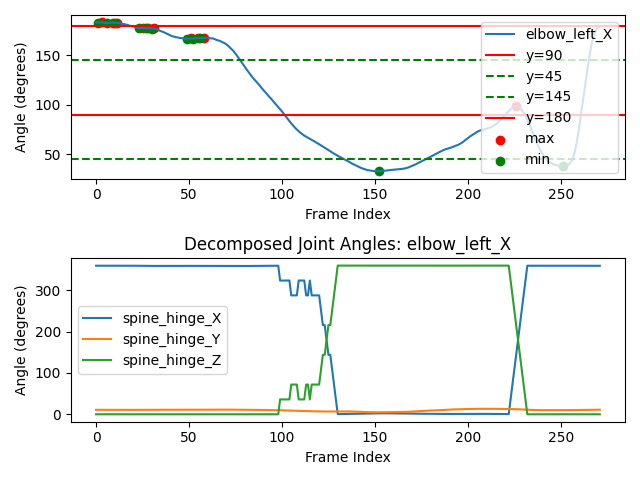 150
100
50
Angle (degrees)
0
50
100
150
200
250
Frame Index
elbow_left_X
y=90
y=45
y=145
y=180
max
min
Decomposed Joint Angles: elbow_left_X
300
200
100
0
Angle (degrees)
spine_hinge_X
spine_hinge_Y
spine_hinge_Z
0
50
100
150
200
250
Frame Index